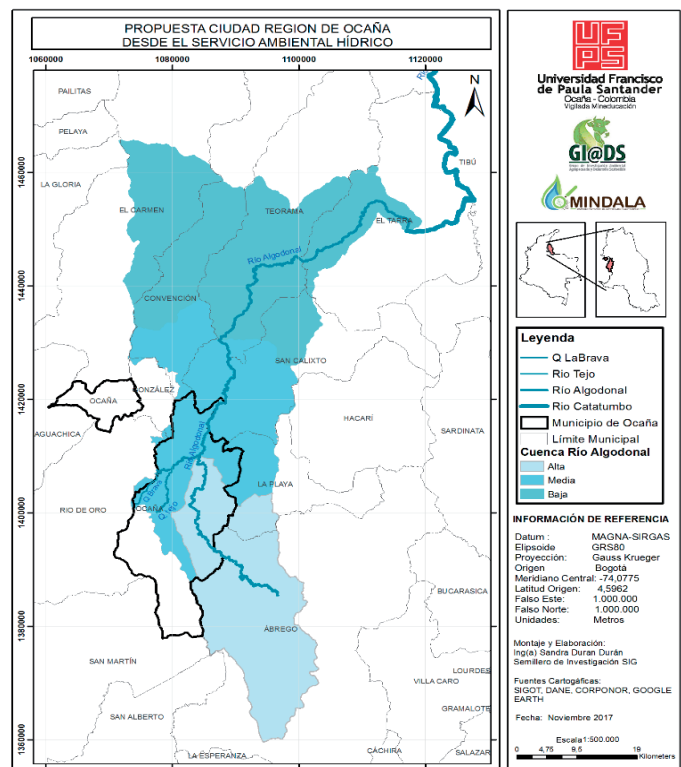 PROPUESTA CIUDAD REGION DE OCAÑA
DESDE EL SERVICIO AMBIENTAL HÍDRICO
1060000
1080000
1100000
1120000
N
Río
PAILITAS
PELAYA
LA GLORIA
TIBÚ
EL CARMEN
TEORAMA
EL TARRA
Río Algodonal
CONVENCIÓN
SAN CALIXTO
GONZÁLEZ
OCAÑA
AGUACHICA
HACARÍ
SARDINATA
Río Algodonal
LA PLAYA
Q Brava
Q Tejo
OCAÑA
RIO DE ORO
BUCARASICA
ÁBREGO
SAN MARTÍN
LOURDES
VILLA CARO
GRAMALOTE
SAN ALBERTO
LA ESPERANZA
CÁCHIRA
SALAZAR
1460000
1440000
1420000
1400000
1380000
1360000
UFPS
Universidad Francisco
de Paula Santander
Ocaña - Colombia
Vigilada Mineducación
GI@DS
MINDALA
Leyenda
Q LaBrava
Rio Tejo
Río Algodonal
Rio Catatumbo
Municipio de Ocaña
Límite Municipal
Cuenca Río Algodonal
Alta
Media
Baja
INFORMACIÓN DE REFERENCIA
Datum : MAGNA-SIRGAS
Elipsoide GRS80
Proyección: Gauss Krueger
Origen Bogotá
Meridiano Central: -74,0775
Latitud Origen: 4,5962
Falso Este: 1.000.000
Falso Norte: 1.000.000
Unidades: Metros
Montaje y Elaboración:
Ing(a) Sandra Duran Durán
Semillero de Investigación SIG
Fuentes Cartogáficas:
SIGOT, DANE, CORPONOR, GOOGLE
EARTH
Fecha: Noviembre 2017
Escala1:500.000
0 4,75 9,5 19
Kilometers